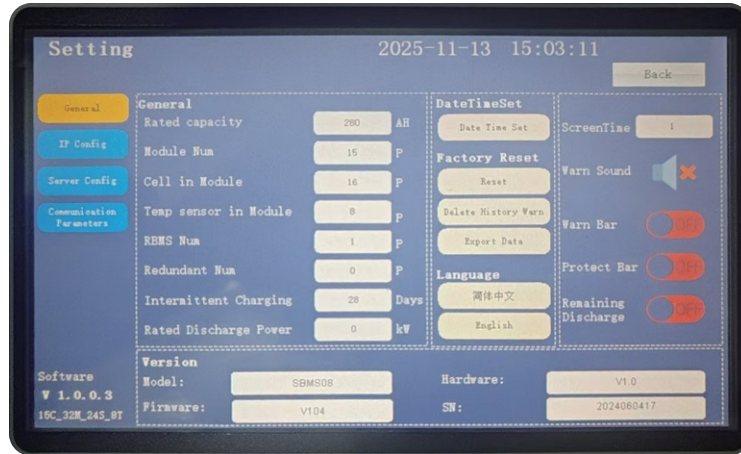 Setting 2025-11-13 15:03:11
Back
General
IP Config
Server Config
Communication
Parameters
Software
V 1.0.0.3
15C_32M_24S_8T
General
Rated capacity 280 AH
Module Num 15 P
Cell in Module 16 P
Temp sensor in Module 8 P
RBMS Num 1 P
Redundant Num 0 P
Intermittent Charging 28 Days
Rated Discharge Power 0 kW
DateTimeSet
Date Time Set
Factory Reset
Reset
Delete History Warn
Export Data
Language
简体中文
English
ScreenTime 1
Warn Sound
Warn Bar OFF
Protect Bar OFF
Remaining
Discharge OFF
Version
Model: SBMS08
Hardware: V1.0
Firmware: V104
SN: 2024060417